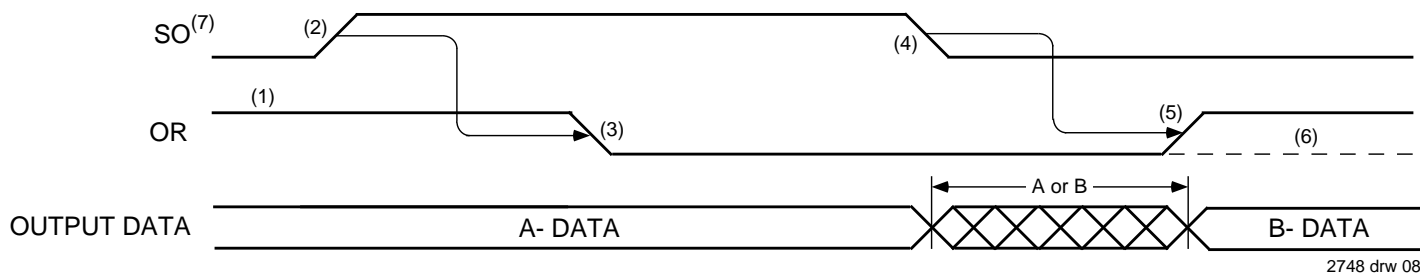 SO(7)
(2)
(4)
(1)
OR
(3)
(5)
(6)
A or B
OUTPUT DATA
A- DATA
B- DATA
2748 drw 08